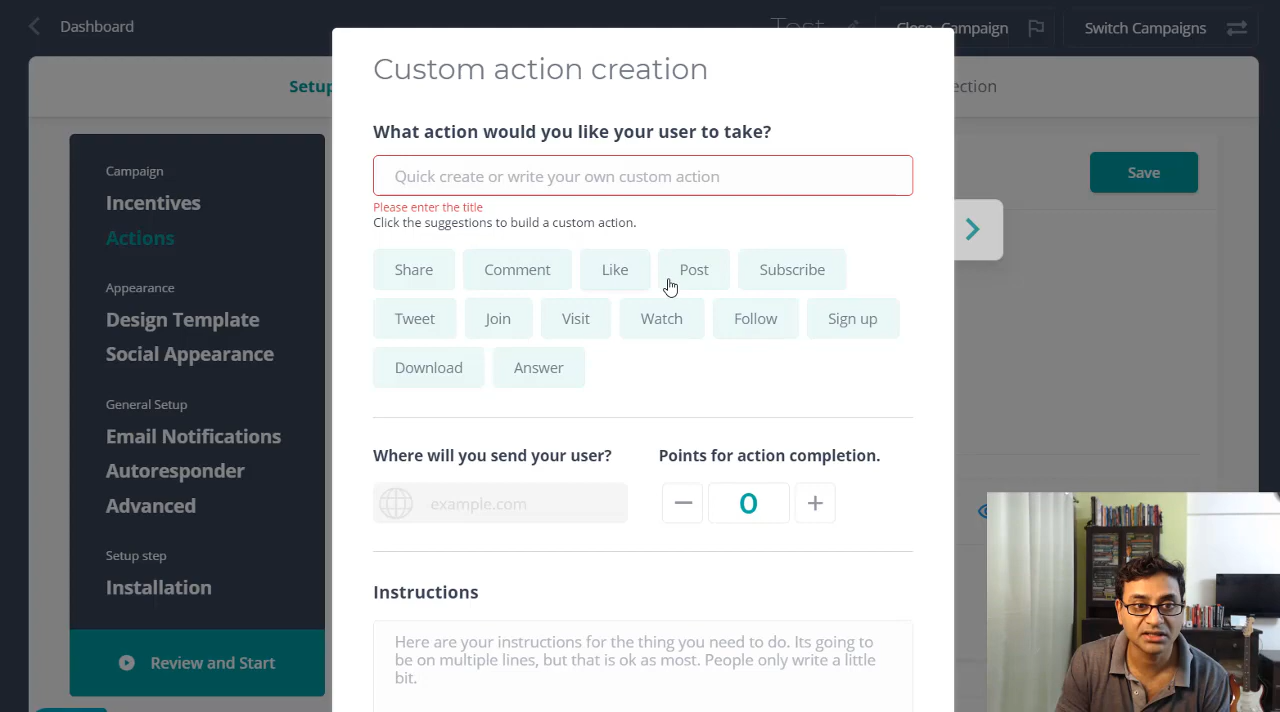 Dashboard
Test
Close Campaign
Switch Campaigns
Setup
ection
Custom action creation
What action would you like your user to take?
Quick create or write your own custom action
Please enter the title
Click the suggestions to build a custom action.
Share Comment Like Post Subscribe
Tweet Join Visit Watch Follow Sign up
Download Answer
Where will you send your user?
example.com
Points for action completion.
0
Instructions
Here are your instructions for the thing you need to do. Its going to
be on multiple lines, but that is ok as most. People only write a little
bit.
Campaign
Incentives
Actions
Appearance
Design Template
Social Appearance
General Setup
Email Notifications
Autoresponder
Advanced
Setup step
Installation
Review and Start
Save